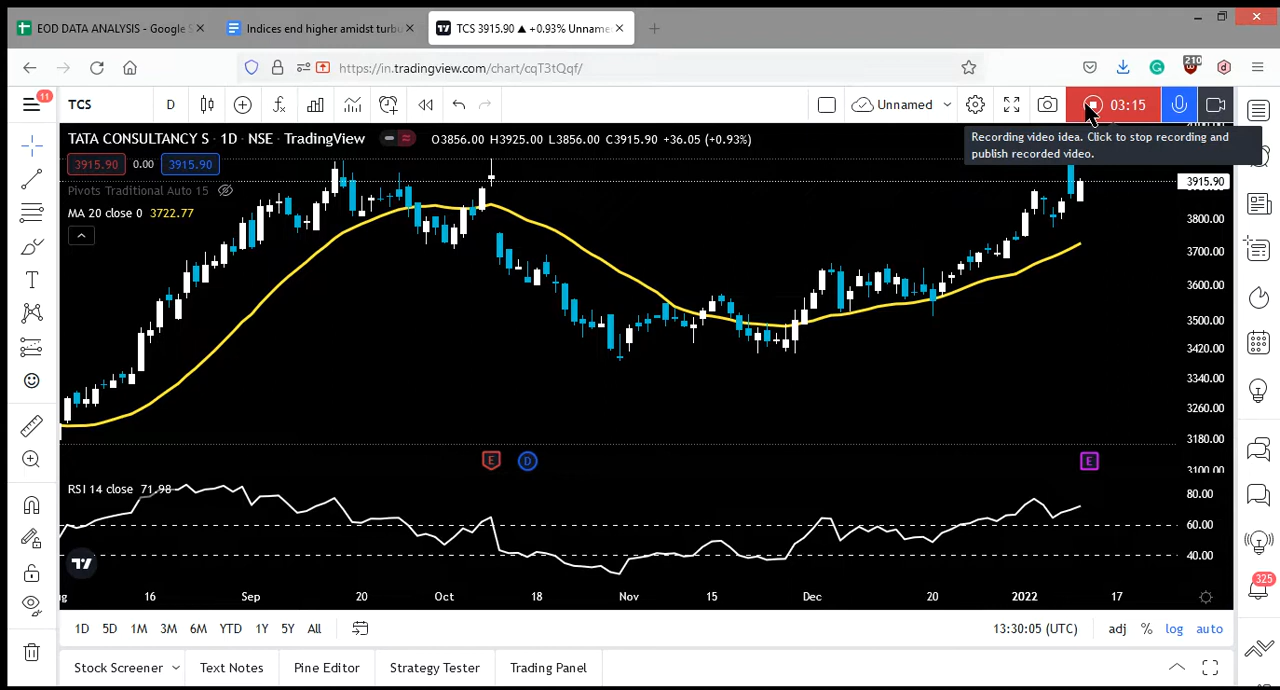 EOD DATA ANALYSIS - Google S
Indices end higher amidst turbu
TCS 3915.90 ▲ +0.93% Unname
https://in.tradingview.com/chart/cqT3tQqf/
210
11
TCS
D
Unnamed
03:15
Recording video idea. Click to stop recording and
publish recorded video.
TATA CONSULTANCY S · 1D · NSE · TradingView
O3856.00 H3925.00 L3856.00 C3915.90 +36.05 (+0.93%)
3915.90 0.00 3915.90
Pivots Traditional Auto 15
MA 20 close 0 3722.77
3915.90
3800.00
3700.00
3600.00
3500.00
3420.00
3340.00
3260.00
3180.00
3100.00
E
D
E
RSI 14 close 71.98
80.00
60.00
40.00
16 Sep 20 Oct 18 Nov 15 Dec 20 2022 17
325
1D 5D 1M 3M 6M YTD 1Y 5Y All
13:30:05 (UTC) adj % log auto
Stock Screener Text Notes Pine Editor Strategy Tester Trading Panel